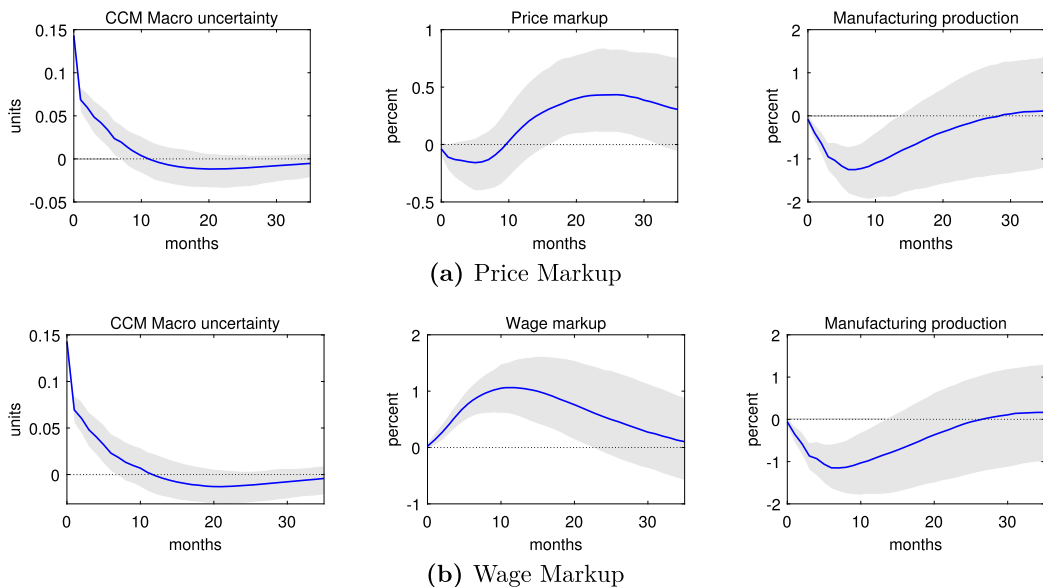 CCM Macro uncertainty
0.15
0.1
0.05
0
-0.05
units
0 10 20 30
months
Price markup
1
0.5
0
-0.5
percent
0 10 20 30
months
Manufacturing production
2
1
0
-1
-2
percent
0 10 20 30
months
(a) Price Markup
CCM Macro uncertainty
0.15
0.1
0.05
0
units
0 10 20 30
months
Wage markup
2
1
0
-1
percent
0 10 20 30
months
Manufacturing production
2
1
0
-1
-2
percent
0 10 20 30
months
(b) Wage Markup